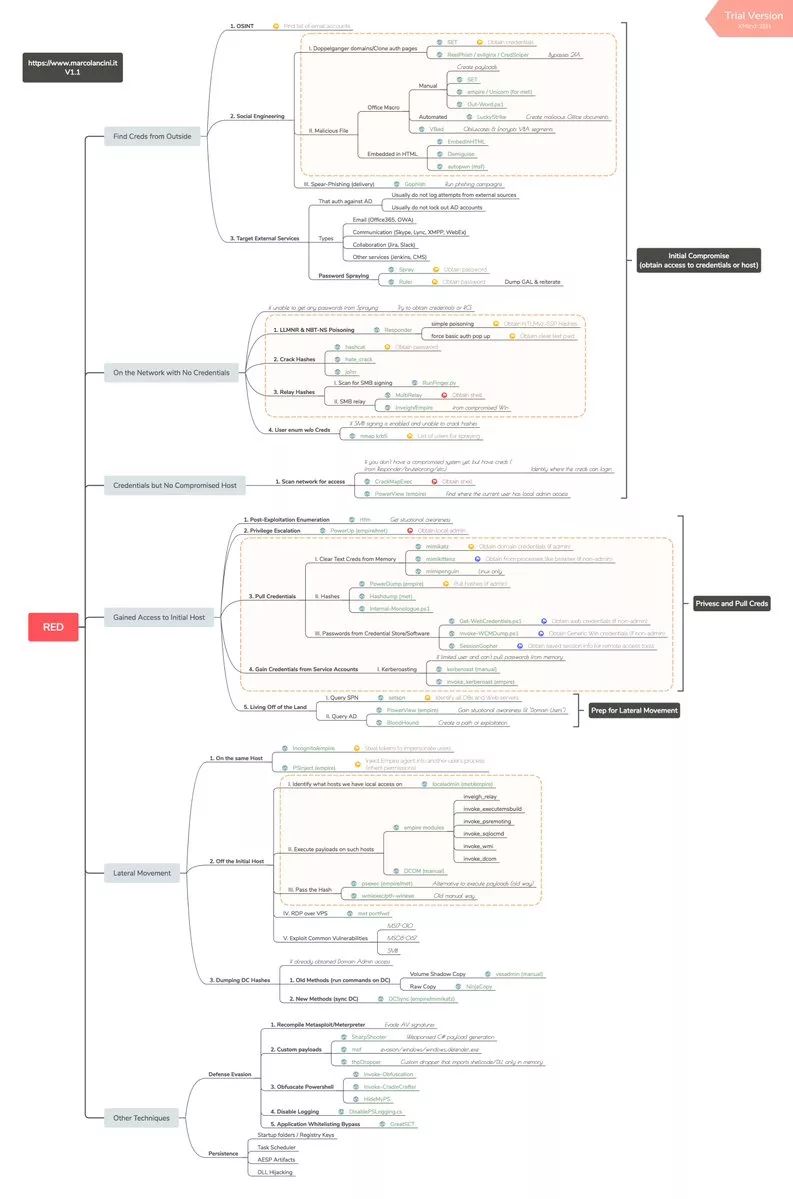 Trial Version
XMind: ZEN
https://www.marcolancini.it
V1.1
RED
Find Creds from Outside
1. OSINT
Find list of email accounts
2. Social Engineering
I. Doppelganger domains/Clone auth pages
SET
Obtain credentials
ReelPhish / evilginx / CredSniper
Bypasses 2FA
II. Malicious File
Office Macro
Manual
Create payloads
SET
empire / Unicorn (for met)
Out-Word.ps1
Automated
LuckyStrike
Create malicious Office documents
VBad
Obfuscates & Encrypts VBA segments
Embedded in HTML
EmbedInHTML
Demiguise
autopwn (msf)
III. Spear-Phishing (delivery)
Gophish
Run phishing campaigns
3. Target External Services
That auth against AD
Usually do not log attempts from external sources
Usually do not lock out AD accounts
Types
Email (Office365, OWA)
Communication (Skype, Lync, XMPP, WebEx)
Collaboration (Jira, Slack)
Other services (Jenkins, CMS)
Password Spraying
Spray
Obtain password
Ruler
Obtain password
Dump GAL & reiterate
Initial Compromise
(obtain access to credentials or host)
On the Network with No Credentials
If unable to get any passwords from Spraying
Try to obtain credentials or RCE
1. LLMNR & NBT-NS Poisoning
Responder
simple poisoning
Obtain NTLMv2 SSP Hashes
force basic auth pop up
Obtain clear text pwd
2. Crack Hashes
hashcat
Obtain password
hate_crack
john
3. Relay Hashes
I. Scan for SMB signing
RunFinger.py
II. SMB relay
MultiRelay
Obtain shell
Inveigh/Empire
from compromised Win
4. User enum w/o Creds
If SMB signing is enabled and unable to crack hashes
nmap kdb5
List of users for spraying
Credentials but No Compromised Host
1. Scan network for access
If you don't have a compromised system yet but have creds (
from Responder/bruteforcing/etc)
Identify where the creds can login
CrackMapExec
Obtain shell
PowerView (empire)
Find where the current user has local admin access
Gained Access to Initial Host
1. Post-Exploitation Enumeration
Htm
Get situational awareness
2. Privilege Escalation
PowerUp (empire/met)
Obtain local admin
3. Pull Credentials
I. Clear Text Creds from Memory
mimikatz
Obtain domain credentials (if admin)
mimikittenz
Obtain from processes like browser (if non-admin)
mimipenguin
Linux only
II. Hashes
PowerDump (empire)
Pull hashes (if admin)
Hashdump (met)
Internal-Monologue.ps1
III. Passwords from Credential Store/Software
Get-WebCredentials.ps1
Obtain web credentials (if non-admin)
Invoke-WCMDump.ps1
Obtain Generic Win credentials (if non-admin)
SessionGopher
Obtain saved session info for remote access tools
4. Gain Credentials from Service Accounts
I. Kerberoasting
If limited user and can't pull passwords from memory
kerberoast (manual)
invoke_kerberoast (empire)
5. Living Off of the Land
I. Query SPN
setspn
Identify all DBs and Web servers
II. Query AD
PowerView (empire)
Gain situational awareness (& "Domain Users")
BloodHound
Create a path of exploitation
Privesc and Pull Creds
Prep for Lateral Movement
Lateral Movement
1. On the same Host
Incognito/empire
Steal tokens to impersonate users
PSInject (empire)
Inject Empire agent into another user's process
(inherit permissions)
2. Off the Initial Host
I. Identify what hosts we have local access on
localadmin (met/empire)
II. Execute payloads on such hosts
empire modules
inveigh_relay
invoke_executemsbuild
invoke_psremoting
invoke_sqloscmd
invoke_wmi
invoke_dcom
DCOM (manual)
III. Pass the Hash
psexec (empire/met)
Alternative to execute payloads (old way)
wmiexec/pth-winexe
Old manual way
IV. RDP over VPS
met portfwd
V. Exploit Common Vulnerabilities
MS17-010
MS08-067
SMB
3. Dumping DC Hashes
If already obtained Domain Admin access
1. Old Methods (run commands on DC)
Volume Shadow Copy
vssadmin (manual)
Raw Copy
NinjaCopy
2. New Methods (sync DC)
DCSync (empire/mimikatz)
Other Techniques
Defense Evasion
1. Recompile Metasploit/Meterpreter
Evade AV signatures
2. Custom payloads
SharpShooter
Weaponised C# payload generation
msf
evasion/windows/windows_defender_exe
theDropper
Custom dropper that imports shellcode/DLL only in memory
3. Obfuscate Powershell
Invoke-Obfuscation
Invoke-CradleCrafter
HideMyPS
4. Disable Logging
DisablePSLogging.cs
5. Application Whitelisting Bypass
GreatSCT
Persistence
Startup folders / Registry Keys
Task Scheduler
AESP Artifacts
DLL Hijacking